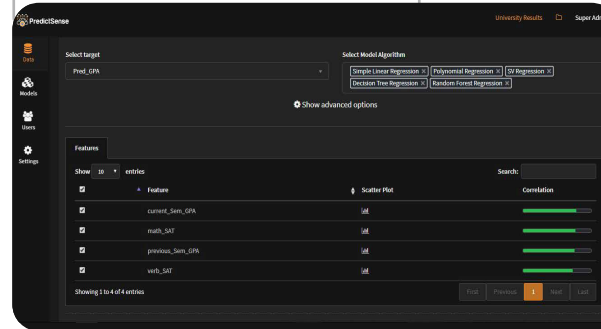 PredictSense
University Results Super Adm
Data
Models
Users
Settings
Select target
Pred_GPA
Select Model Algorithm
Simple Linear Regression × Polynomial Regression × SV Regression ×
Decision Tree Regression × Random Forest Regression ×
Show advanced options
Features
Show 10 entries
Search:
Feature Scatter Plot Correlation
current_Sem_GPA
math_SAT
previous_Sem_GPA
verb_SAT
Showing 1 to 4 of 4 entries
First Previous 1 Next Last